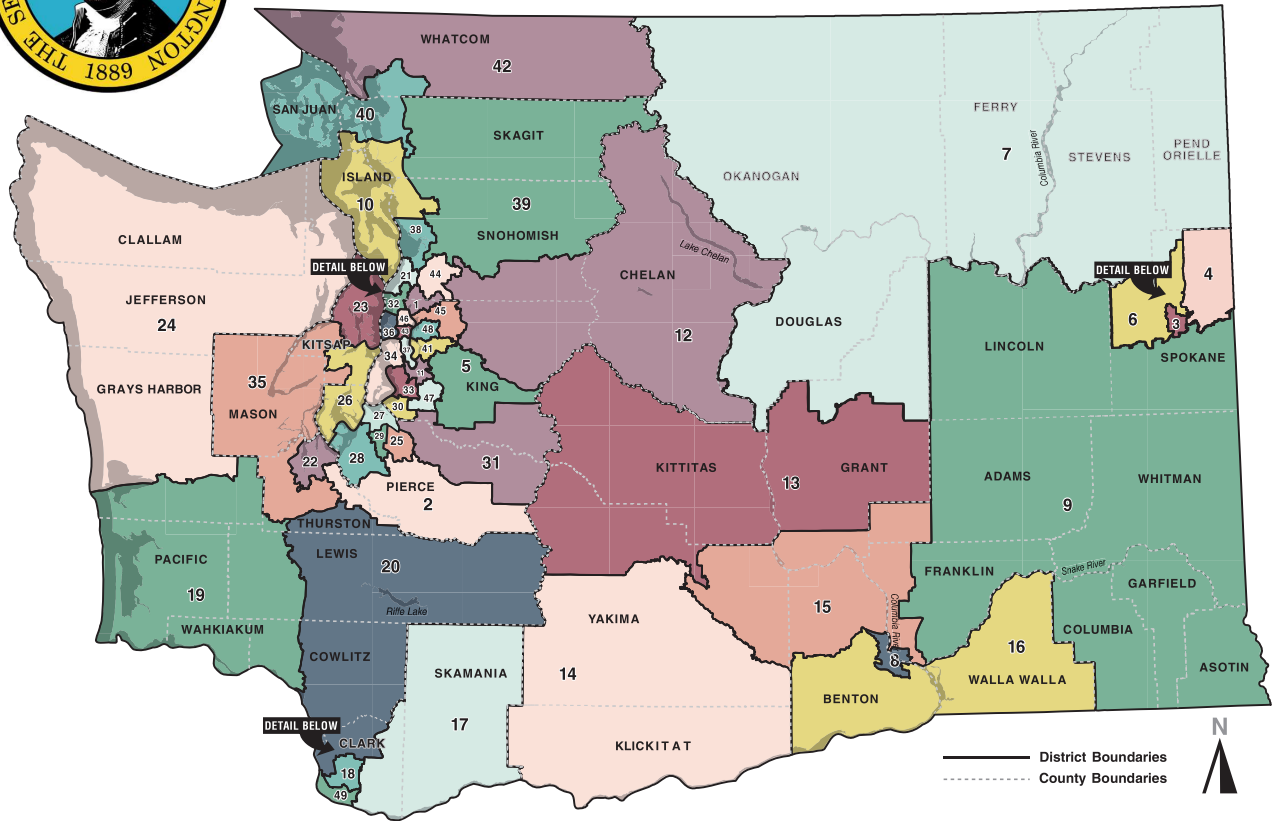 THE SE
1889
NGTON
WHATCOM
42
SAN JUAN
40
SKAGIT
FERRY
7
Columbia River
STEVENS
PEND
ORIELLE
OKANOGAN
ISLAND
10
39
SNOHOMISH
38
CLALLAM
DETAIL BELOW
21
44
CHELAN
Lake Chelan
DETAIL BELOW
4
JEFFERSON
24
23
32
1
45
46
36
43
48
12
DOUGLAS
6
3
KITSAP
34
37
41
5
KING
LINCOLN
SPOKANE
GRAYS HARBOR
35
MASON
26
11
33
47
30
27
29
25
22
28
31
PIERCE
2
KITTITAS
13
GRANT
ADAMS
9
WHITMAN
THURSTON
LEWIS
20
PACIFIC
19
WAHKIAKUM
Riffe Lake
YAKIMA
15
Columbia River
FRANKLIN
Snake River
GARFIELD
COLUMBIA
16
WALLA WALLA
ASOTIN
COWLITZ
SKAMANIA
17
14
8
BENTON
DETAIL BELOW
CLARK
18
49
KLICKITAT
N
District Boundaries
County Boundaries